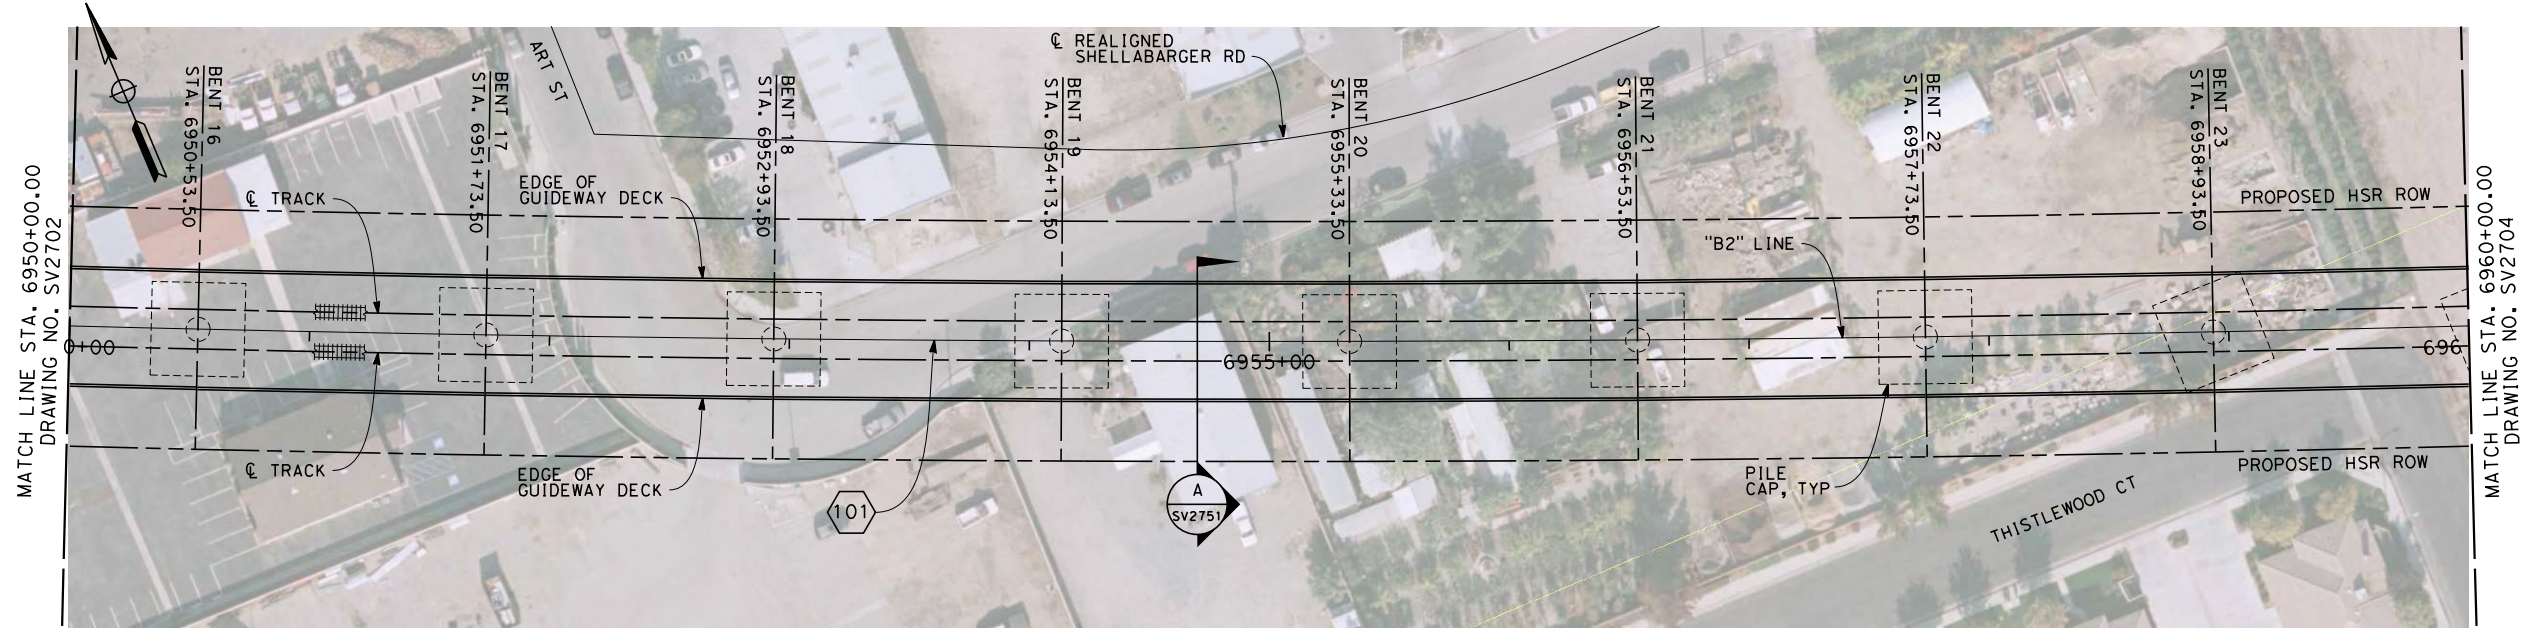 MATCH LINE STA. 6950+00.00
DRAWING NO. SV2702
BENT 16
STA. 6950+53.50
BENT 17
STA. 6951+73.50
ART ST
BENT 18
STA. 6952+93.50
BENT 19
STA. 6954+13.50
℄ REALIGNED
SHELLABARGER RD
BENT 20
STA. 6955+33.50
BENT 21
STA. 6956+53.50
BENT 22
STA. 6957+73.50
BENT 23
STA. 6958+93.50
℄ TRACK
EDGE OF
GUIDEWAY DECK
"B2" LINE
PROPOSED HSR ROW
0+00
6955+00
696
℄ TRACK
EDGE OF
GUIDEWAY DECK
101
A
SV2751
PILE
CAP, TYP
THISTLEWOOD CT
PROPOSED HSR ROW
MATCH LINE STA. 6960+00.00
DRAWING NO. SV2704